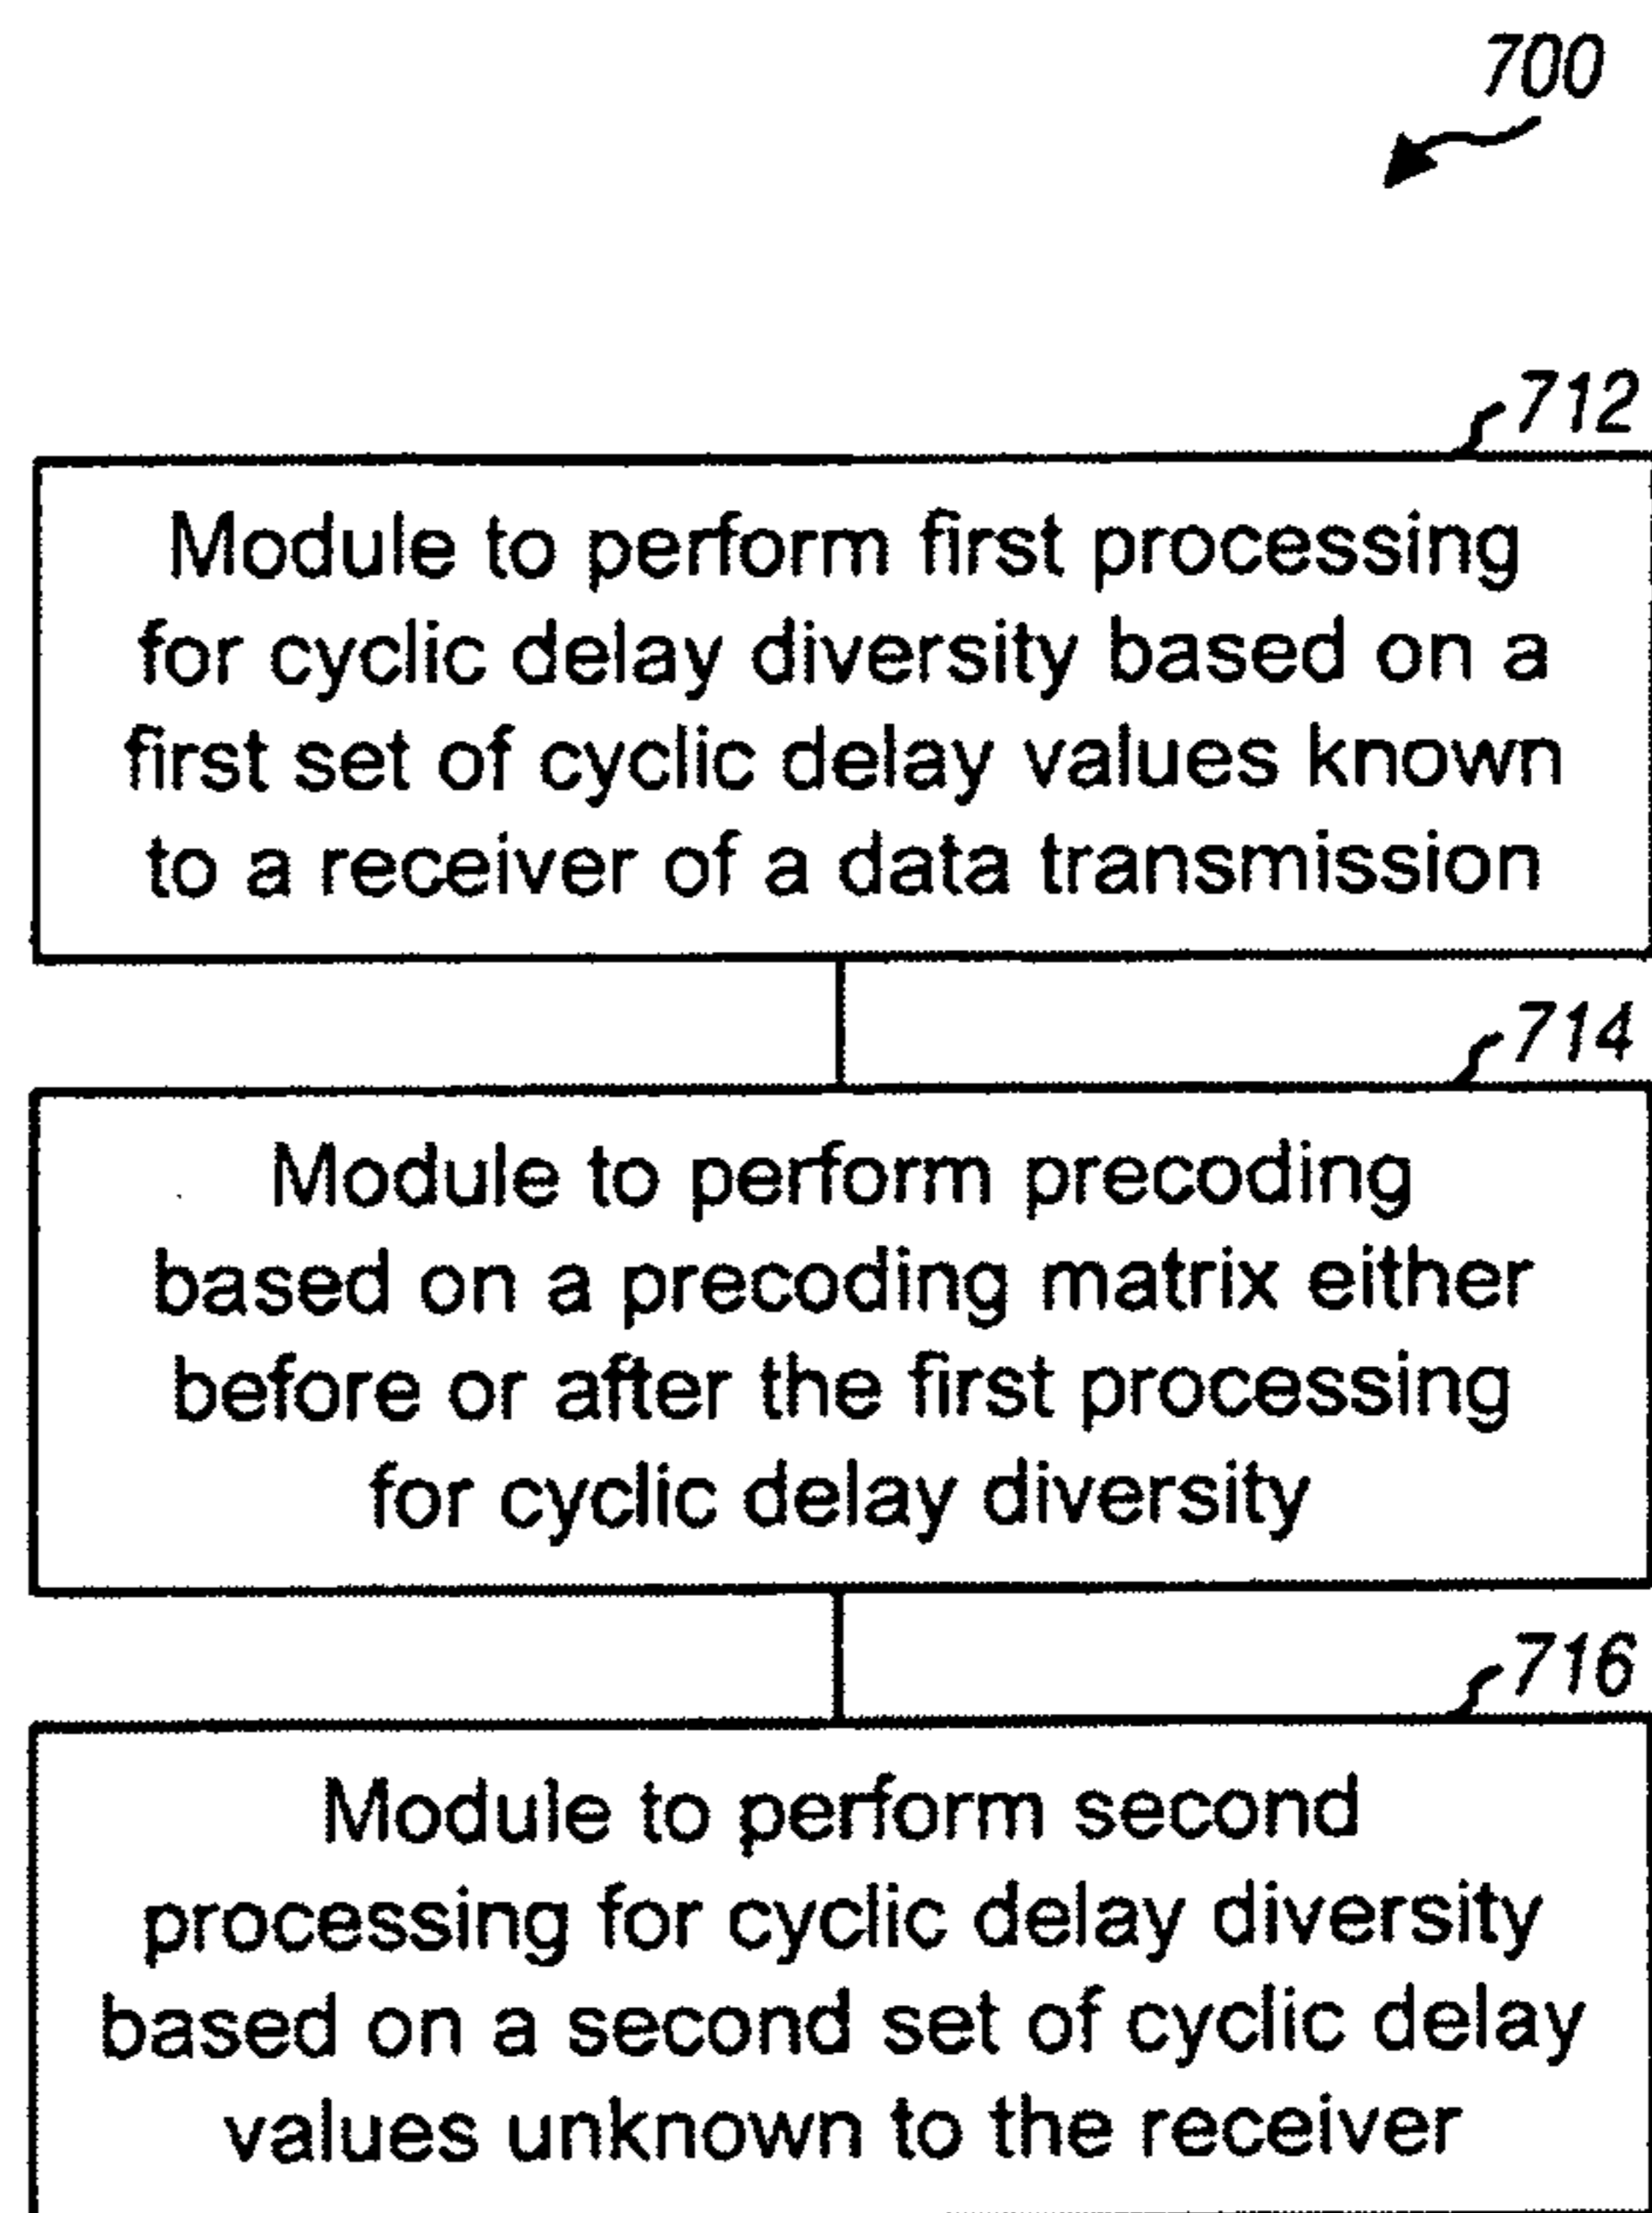 700
712
Module to perform first processing
for cyclic delay diversity based on a
first set of cyclic delay values known
to a receiver of a data transmission
714
Module to perform precoding
based on a precoding matrix either
before or after the first processing
for cyclic delay diversity
716
Module to perform second
processing for cyclic delay diversity
based on a second set of cyclic delay
values unknown to the receiver